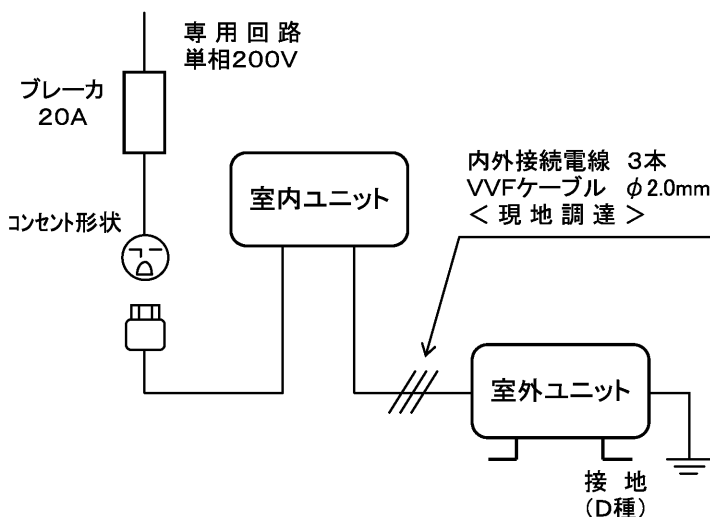 専用回路
単相200V
ブレーカ
20A
コンセント形状
室内ユニット
内外接続電線 3本
VVFケーブル φ2.0mm
＜現地調達＞
室外ユニット
接地
（D種）